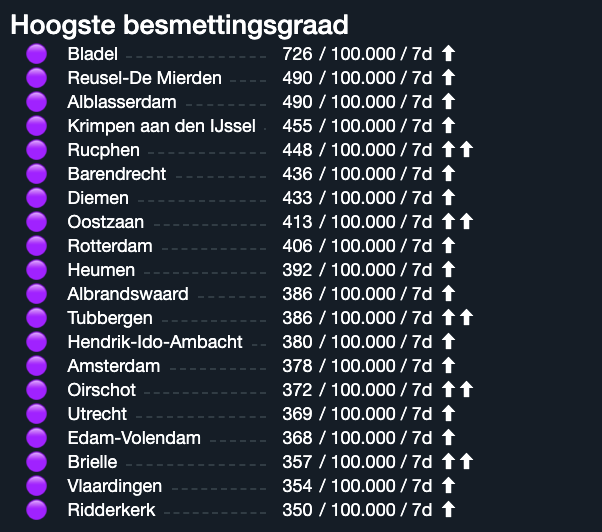 Hoogste besmettingsgraad
Bladel 726 / 100.000 / 7d ⬆
Reusel-De Mierden 490 / 100.000 / 7d ⬆
Alblasserdam 490 / 100.000 / 7d ⬆
Krimpen aan den IJssel 455 / 100.000 / 7d ⬆
Rucphen 448 / 100.000 / 7d ⬆⬆
Barendrecht 436 / 100.000 / 7d ⬆
Diemen 433 / 100.000 / 7d ⬆
Oostzaan 413 / 100.000 / 7d ⬆⬆
Rotterdam 406 / 100.000 / 7d ⬆
Heumen 392 / 100.000 / 7d ⬆
Albrandswaard 386 / 100.000 / 7d ⬆
Tubbergen 386 / 100.000 / 7d ⬆⬆
Hendrik-Ido-Ambacht 380 / 100.000 / 7d ⬆
Amsterdam 378 / 100.000 / 7d ⬆
Oirschot 372 / 100.000 / 7d ⬆⬆
Utrecht 369 / 100.000 / 7d ⬆
Edam-Volendam 368 / 100.000 / 7d ⬆
Brielle 357 / 100.000 / 7d ⬆⬆
Vlaardingen 354 / 100.000 / 7d ⬆
Ridderkerk 350 / 100.000 / 7d ⬆